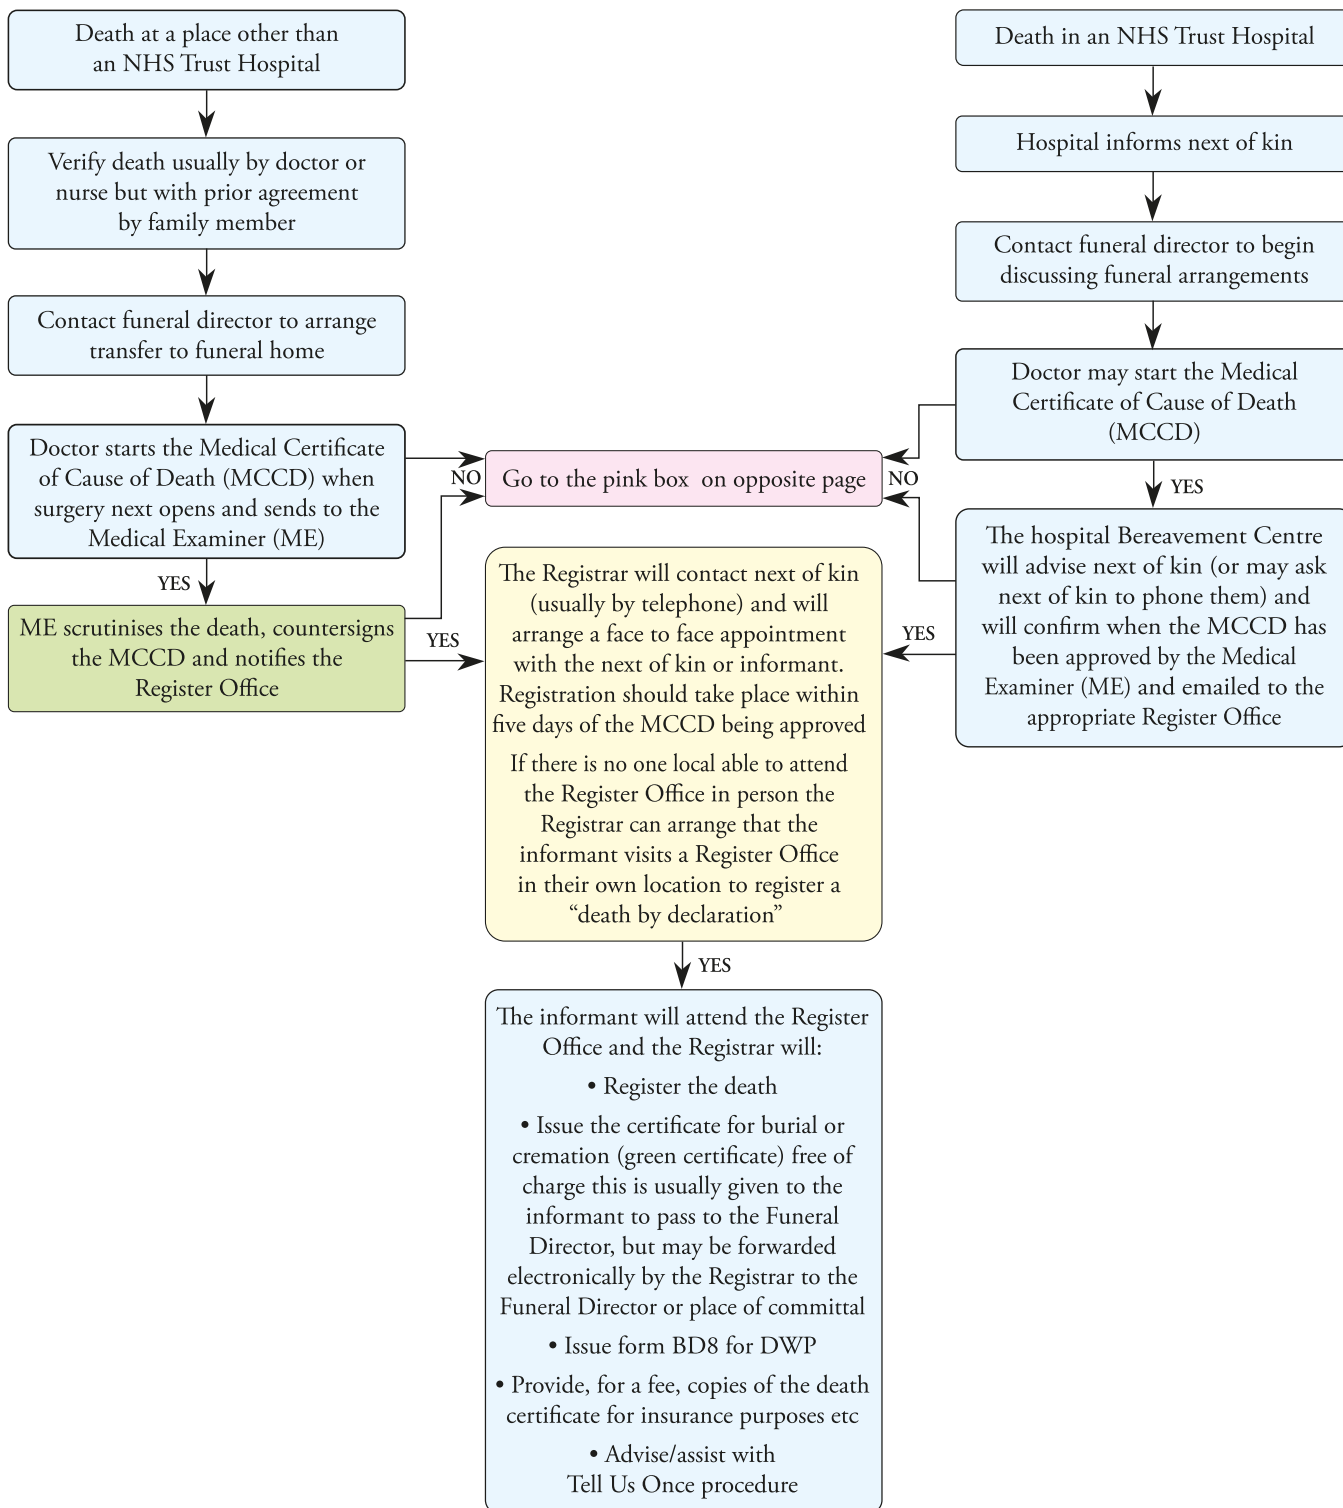 Death at a place other than
an NHS Trust Hospital
Verify death usually by doctor or
nurse but with prior agreement
by family member
Contact funeral director to arrange
transfer to funeral home
Doctor starts the Medical Certificate
of Cause of Death (MCCD) when
surgery next opens and sends to the
Medical Examiner (ME)
YES
ME scrutinises the death, countersigns
the MCCD and notifies the
Register Office
NO
YES
Death in an NHS Trust Hospital
Hospital informs next of kin
Contact funeral director to begin
discussing funeral arrangements
Doctor may start the Medical
Certificate of Cause of Death
(MCCD)
YES
The hospital Bereavement Centre
will advise next of kin (or may ask
next of kin to phone them) and
will confirm when the MCCD has
been approved by the Medical
Examiner (ME) and emailed to the
appropriate Register Office
NO
YES
Go to the pink box on opposite page
The Registrar will contact next of kin
(usually by telephone) and will
arrange a face to face appointment
with the next of kin or informant.
Registration should take place within
five days of the MCCD being approved
If there is no one local able to attend
the Register Office in person the
Registrar can arrange that the
informant visits a Register Office
in their own location to register a
“death by declaration”
YES
The informant will attend the Register
Office and the Registrar will:
• Register the death
• Issue the certificate for burial or
cremation (green certificate) free of
charge this is usually given to the
informant to pass to the Funeral
Director, but may be forwarded
electronically by the Registrar to the
Funeral Director or place of committal
• Issue form BD8 for DWP
• Provide, for a fee, copies of the death
certificate for insurance purposes etc
• Advise/assist with
Tell Us Once procedure